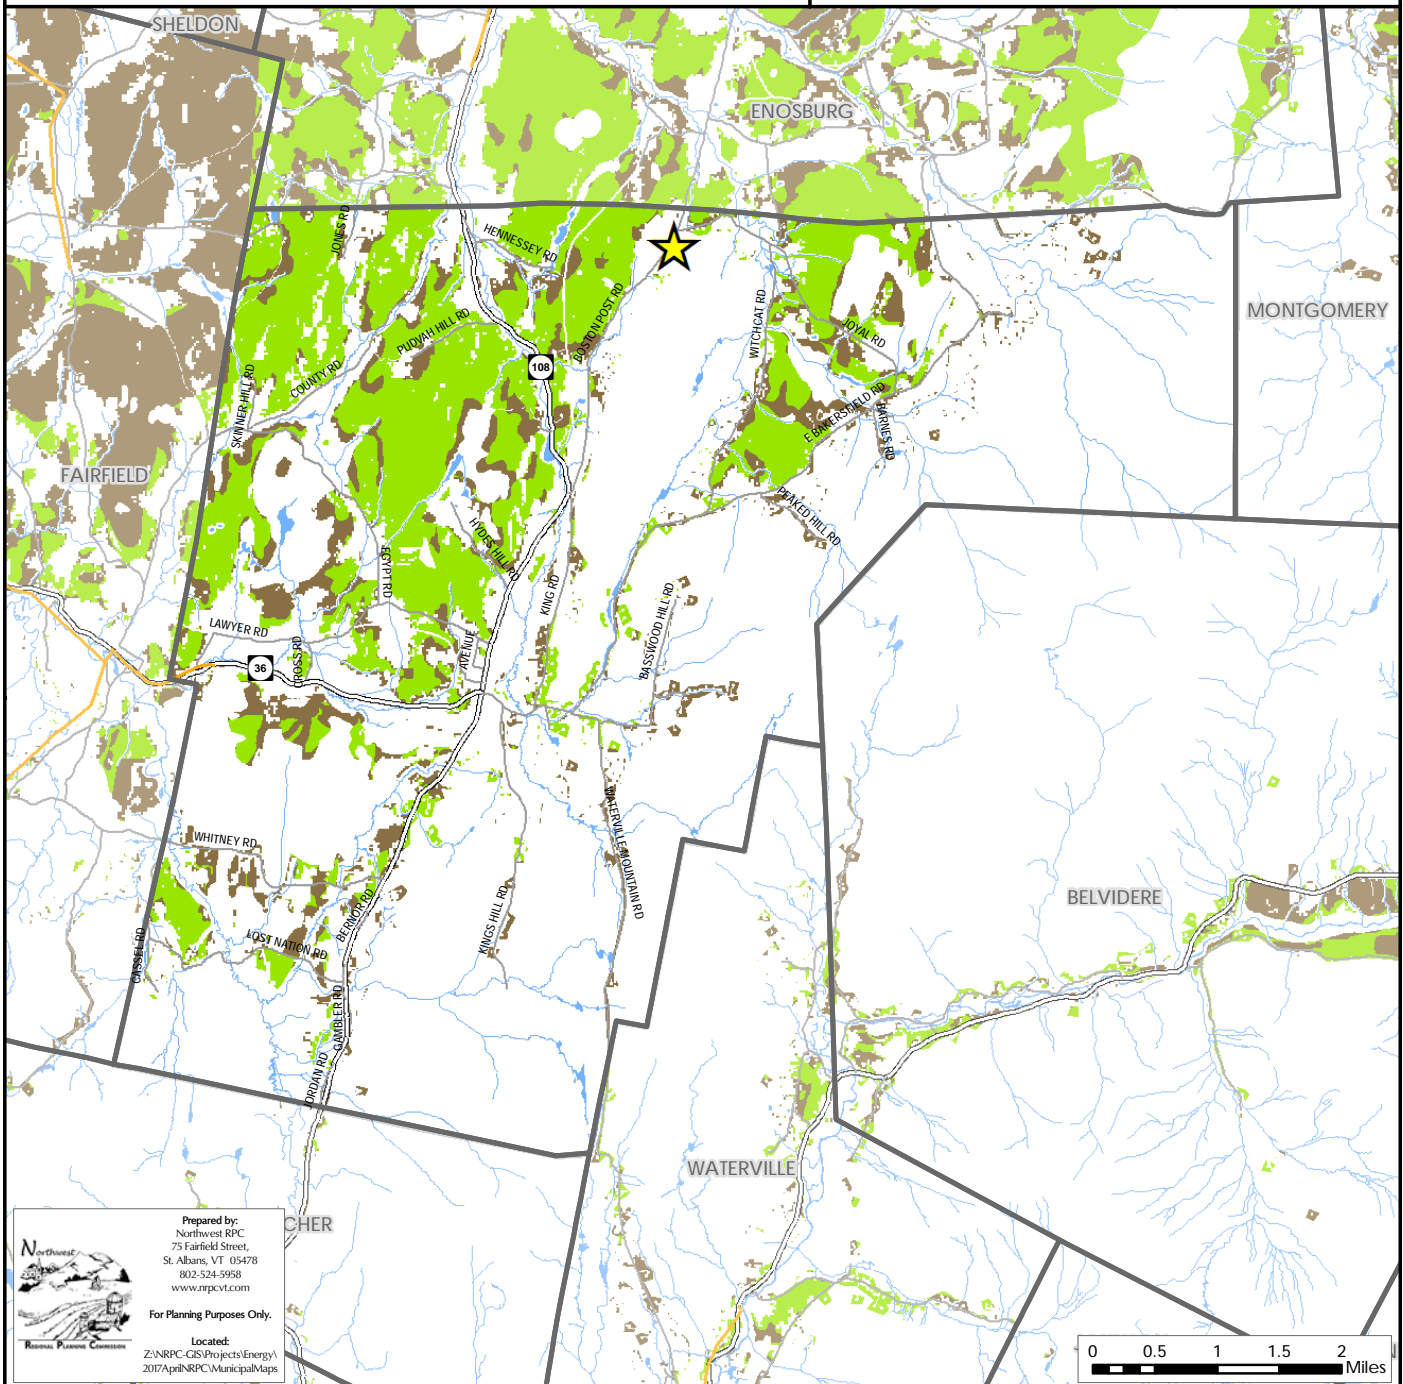 SHELDON
ENOSBURG
JONES RD
HENNESSEY RD
BOSTON POST RD
MONTGOMERY
PUDVAH HILL RD
WITCHCAT RD
JOYAL RD
108
COUNTY RD
SKINNER HILL RD
E BAKERSFIELD RD
BARNES RD
FAIRFIELD
PEAKED HILL RD
HYDES HILL RD
EGYPT RD
KING RD
BASSWOOD HILL RD
LAWYER RD
CROSS RD
AVENUE
36
WATERVILLE MOUNTAIN RD
WHITNEY RD
BELVIDERE
KINGS HILL RD
BERNOR RD
LOST NATION RD
CASSEL RD
GAMBLER RD
JORDAN RD
WATERVILLE
CHER
Northwest
REGIONAL PLANNING COMMISSION
Prepared by:
Northwest RPC
75 Fairfield Street,
St. Albans, VT 05478
802-524-5958
www.nrpcvt.com
For Planning Purposes Only.
Located:
Z:\NRPC-GIS\Projects\Energy\
2017AprilNRPC\MunicipalMaps
0 0.5 1 1.5 2
Miles